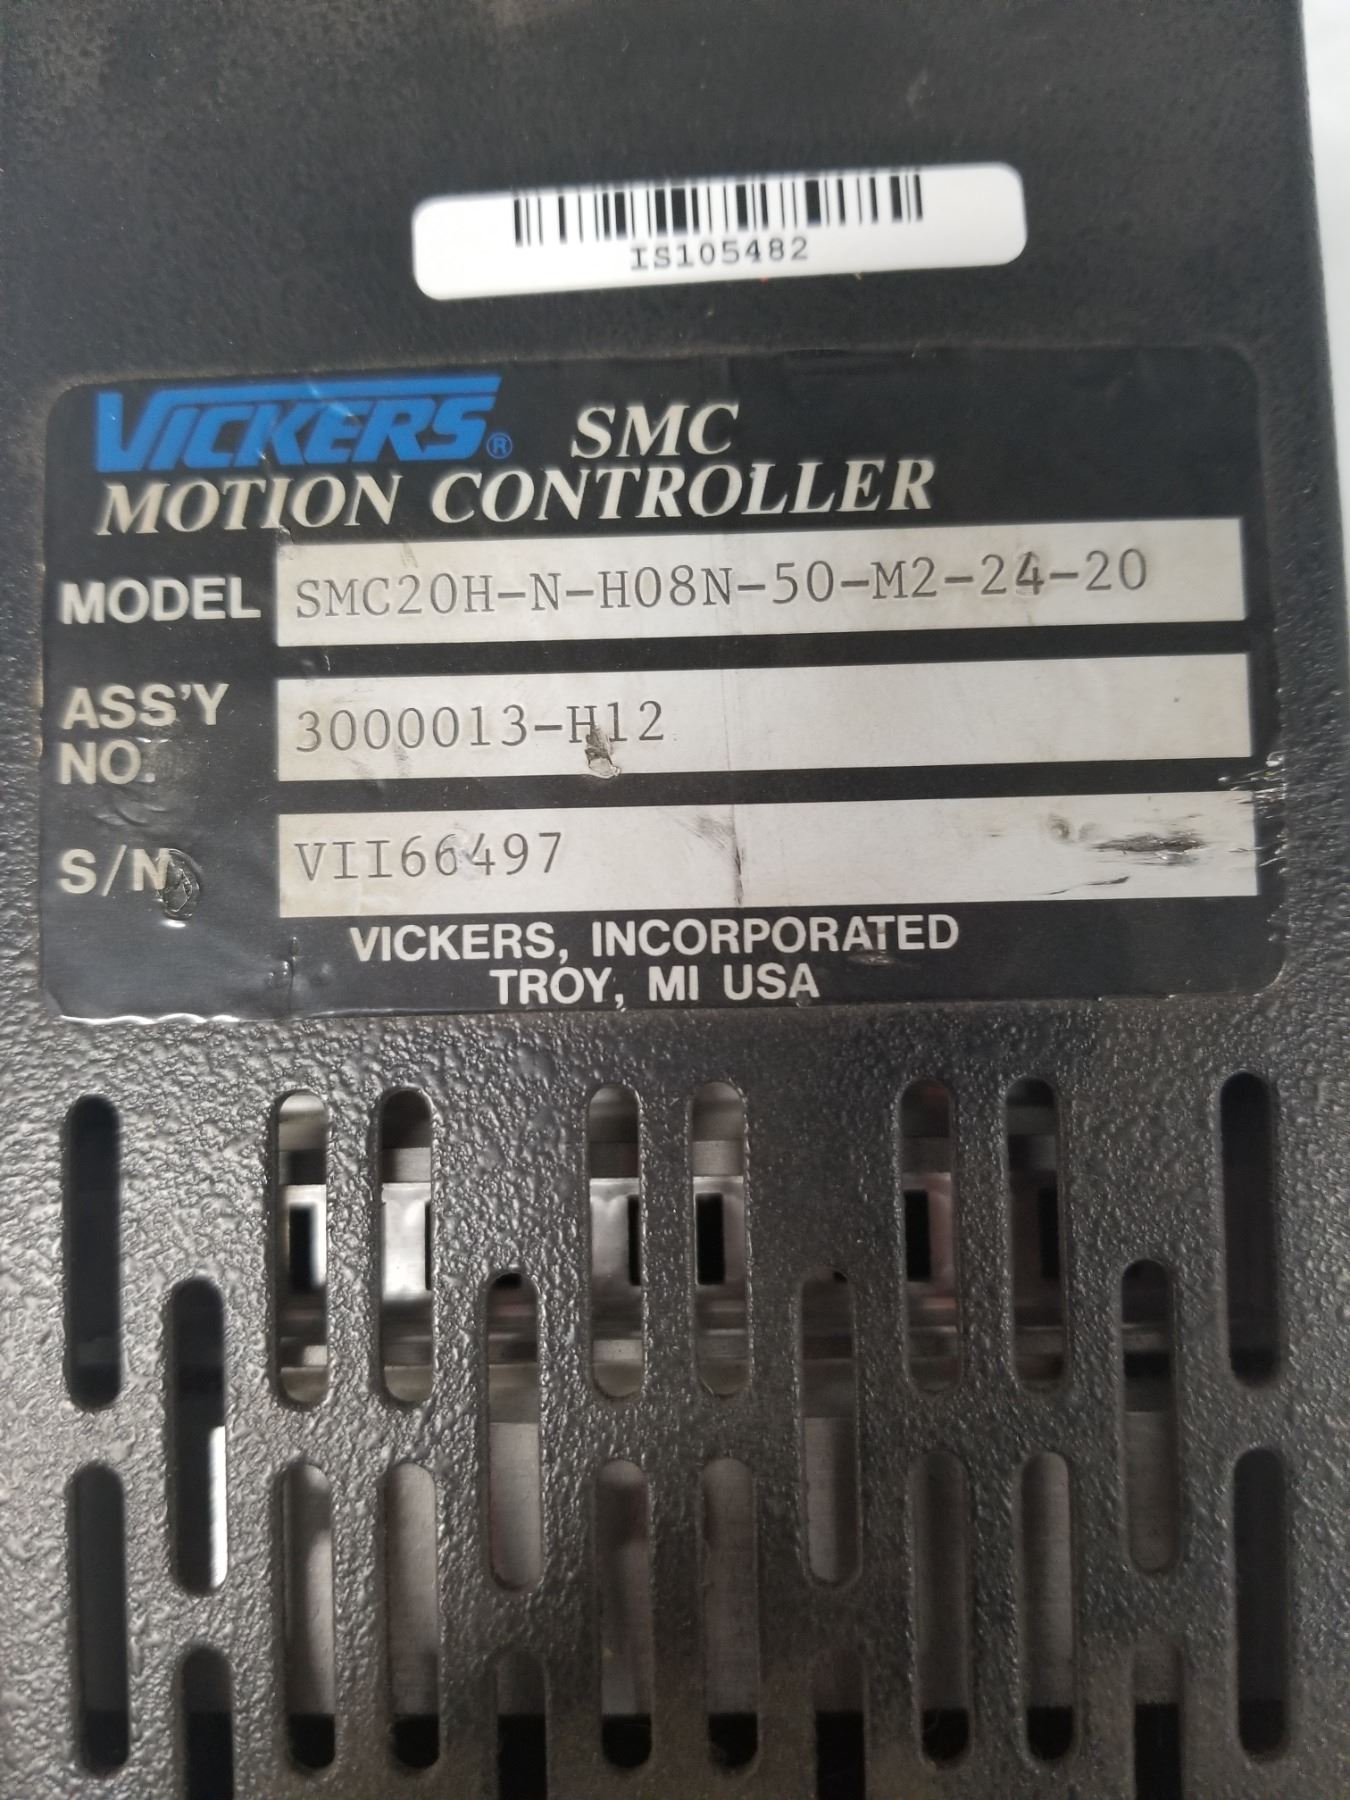 IS105482
VICKERS® SMC
MOTION CONTROLLER
MODEL SMC20H-N-H08N-50-M2-24-20
ASS'Y NO. 3000013-H12
S/N VII66497
VICKERS, INCORPORATED
TROY, MI USA